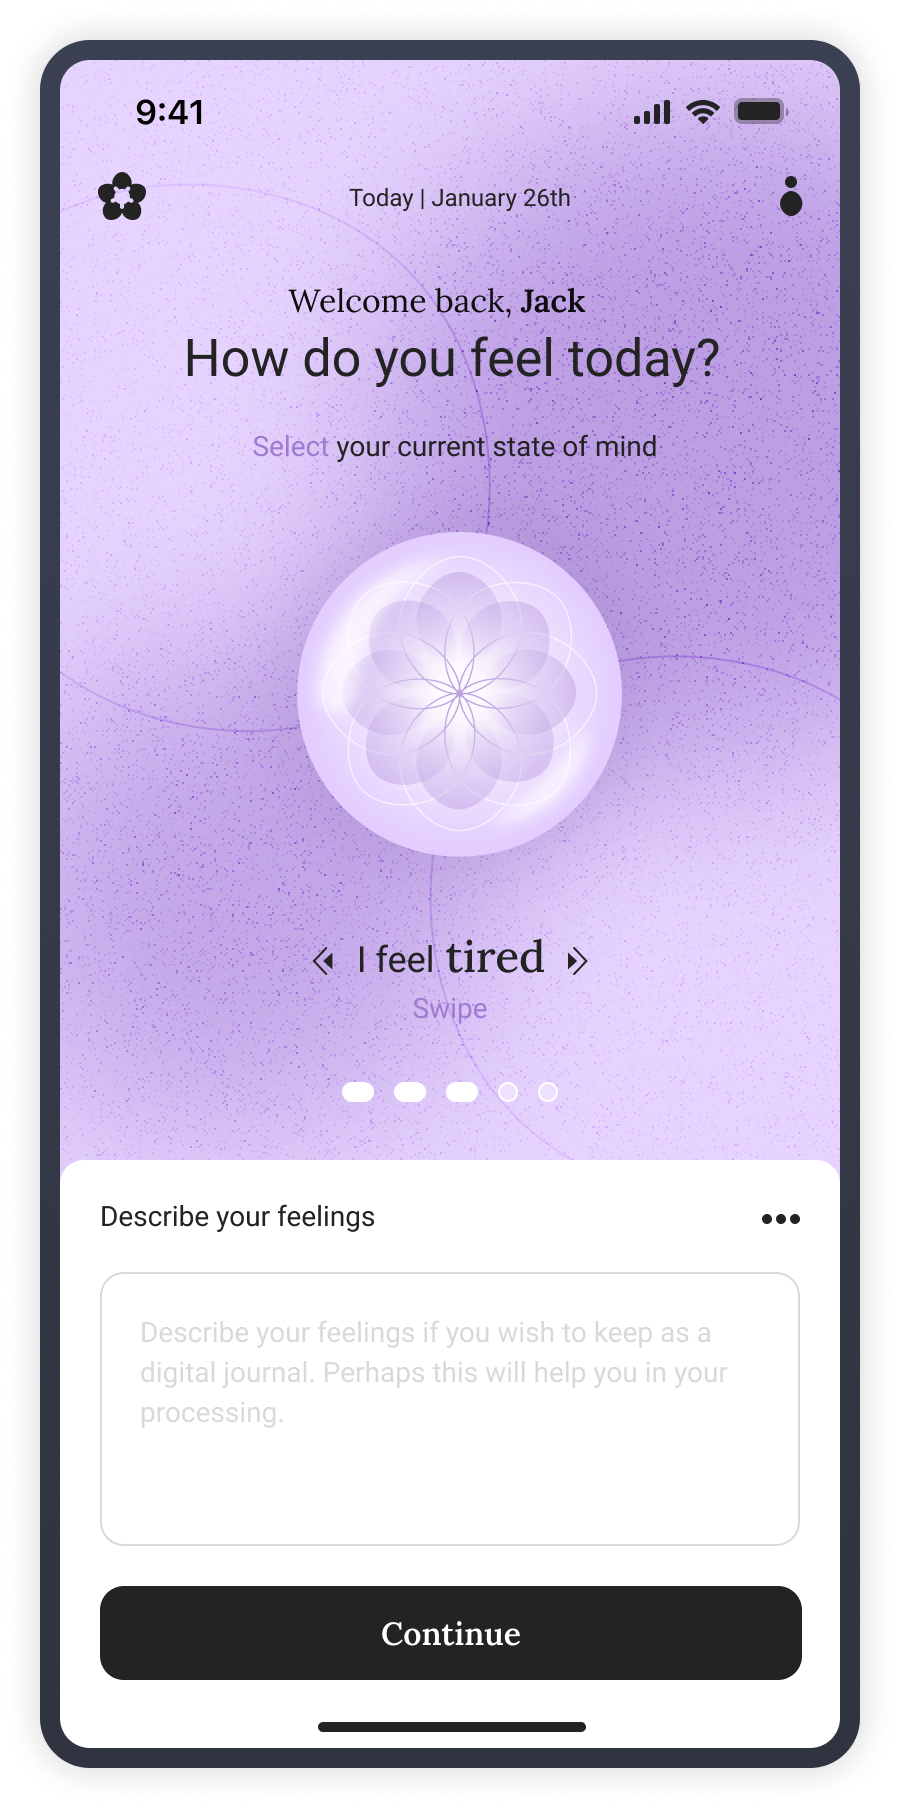 9:41
Today | January 26th
Welcome back, Jack
How do you feel today?
Select your current state of mind
I feel tired
Swipe
Describe your feelings
Describe your feelings if you wish to keep as a
digital journal. Perhaps this will help you in your
processing.
Continue